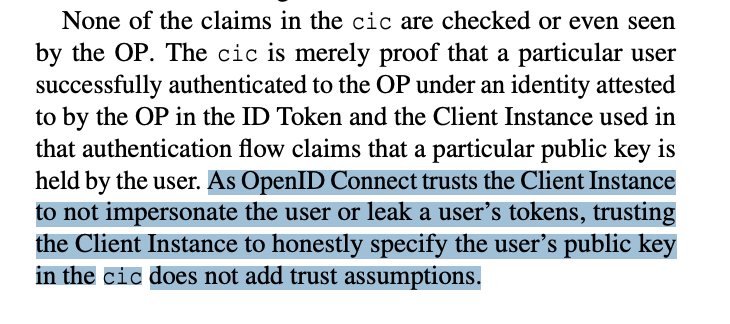 None of the claims in the cic are checked or even seen
by the OP. The cic is merely proof that a particular user
successfully authenticated to the OP under an identity attested
to by the OP in the ID Token and the Client Instance used in
that authentication flow claims that a particular public key is
held by the user. As OpenID Connect trusts the Client Instance
to not impersonate the user or leak a user's tokens, trusting
the Client Instance to honestly specify the user's public key
in the cic does not add trust assumptions.